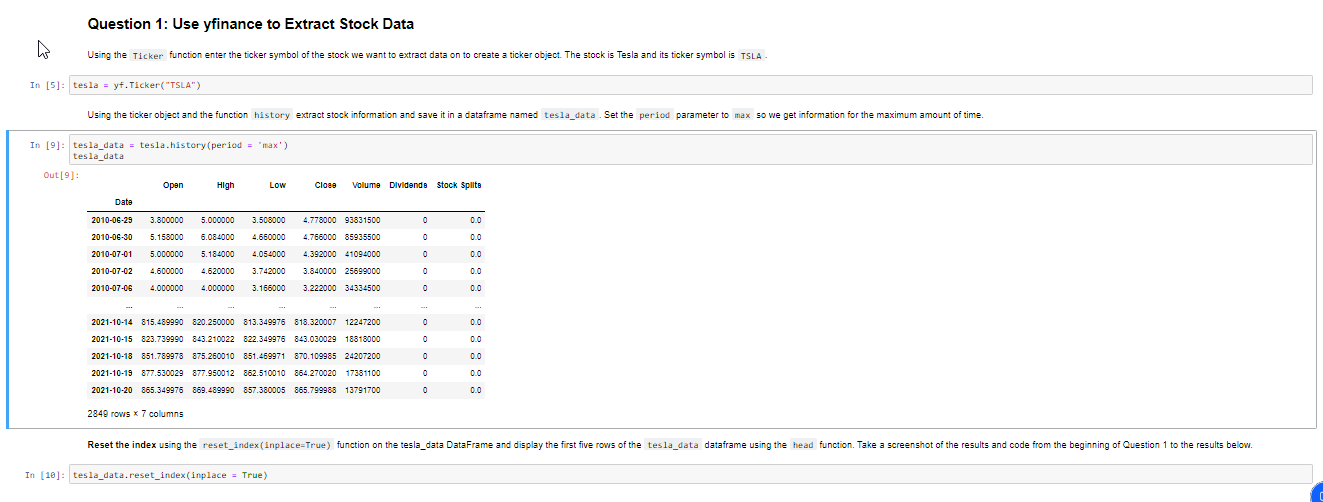 Question 1: Use yfinance to Extract Stock Data
Using the Ticker function enter the ticker symbol of the stock we want to extract data on to create a ticker object. The stock is Tesla and its ticker symbol is TSLA .
In [5]: tesla = yf.Ticker("TSLA")
Using the ticker object and the function history extract stock information and save it in a dataframe named tesla_data . Set the period parameter to max so we get information for the maximum amount of time.
In [9]: tesla_data = tesla.history(period = 'max')
tesla_data
Out[9]:
Open High Low Close Volume Dividends Stock Splits
Date
2010-06-29 3.800000 5.000000 3.508000 4.778000 93831500 0 0.0
2010-06-30 5.158000 6.084000 4.660000 4.766000 85935500 0 0.0
2010-07-01 5.000000 5.184000 4.054000 4.392000 41094000 0 0.0
2010-07-02 4.600000 4.620000 3.742000 3.840000 25699000 0 0.0
2010-07-06 4.000000 4.000000 3.166000 3.222000 34334500 0 0.0
... ... ... ... ... ... ... ...
2021-10-14 815.489990 820.250000 813.349976 818.320007 12247200 0 0.0
2021-10-15 823.739990 843.210022 822.349976 843.030029 18818000 0 0.0
2021-10-18 851.789978 875.260010 851.469971 870.109985 24207200 0 0.0
2021-10-19 877.530029 877.950012 862.510010 864.270020 17381100 0 0.0
2021-10-20 865.349976 869.489990 857.380005 865.799988 13791700 0 0.0
2849 rows × 7 columns
Reset the index using the reset_index(inplace=True) function on the tesla_data DataFrame and display the first five rows of the tesla_data dataframe using the head function. Take a screenshot of the results and code from the beginning of Question 1 to the results below.
In [10]: tesla_data.reset_index(inplace = True)